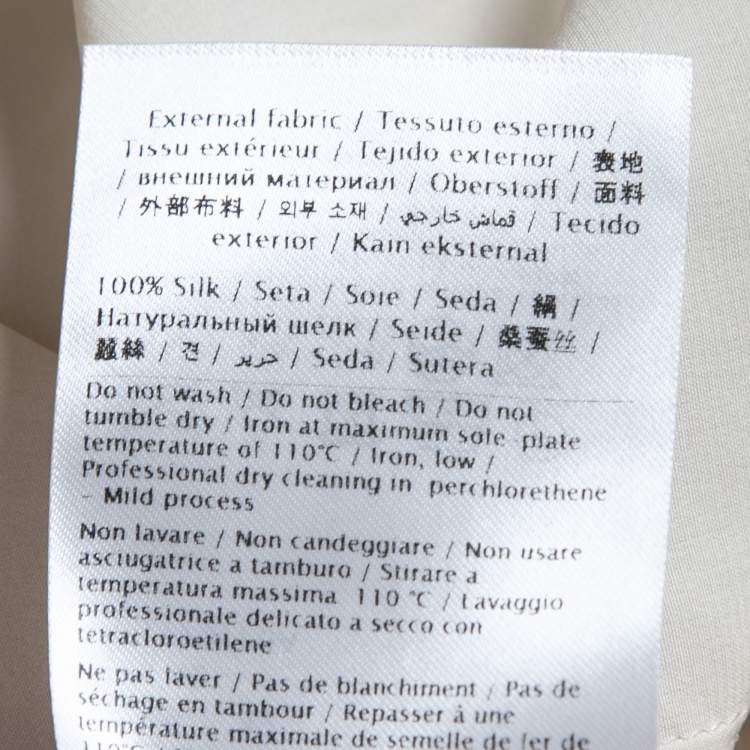 External fabric / Tessuto esterno /
Tissu extérieur / Tejido exterior / 表地
/ внешний материал / Oberstoff / 面料
/ 外部布料 / 외부 소재 / قماش خارجي / Tecido
exterior / Kain eksternal
100% Silk / Seta / Soie / Seda / 絹 /
Натуральный шелк / Seide / 桑蚕丝 /
蠶絲 / 견 / حرير / Seda / Sutera
Do not wash / Do not bleach / Do not
tumble dry / Iron at maximum sole-plate
temperature of 110°C / Iron, low /
Professional dry cleaning in perchlorethene
- Mild process
Non lavare / Non candeggiare / Non usare
asciugatrice a tamburo / Stirare a
temperatura massima 110 °C / Lavaggio
professionale delicato a secco con
tetracloroetilene
Ne pas laver / Pas de blanchiment / Pas de
séchage en tambour / Repasser à une
température maximale de semelle de fer de
110°C /